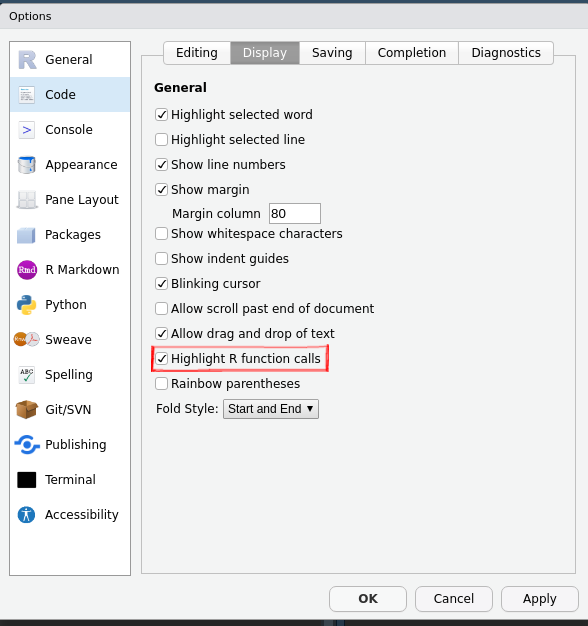 Options
General
Code
Console
Appearance
Pane Layout
Packages
Rmd R Markdown
Python
Sweave
ABC Spelling
Git/SVN
Publishing
Terminal
Accessibility
Editing Display Saving Completion Diagnostics
General
Highlight selected word
Highlight selected line
Show line numbers
Show margin
Margin column 80
Show whitespace characters
Show indent guides
Blinking cursor
Allow scroll past end of document
Allow drag and drop of text
Highlight R function calls
Rainbow parentheses
Fold Style: Start and End
OK Cancel Apply